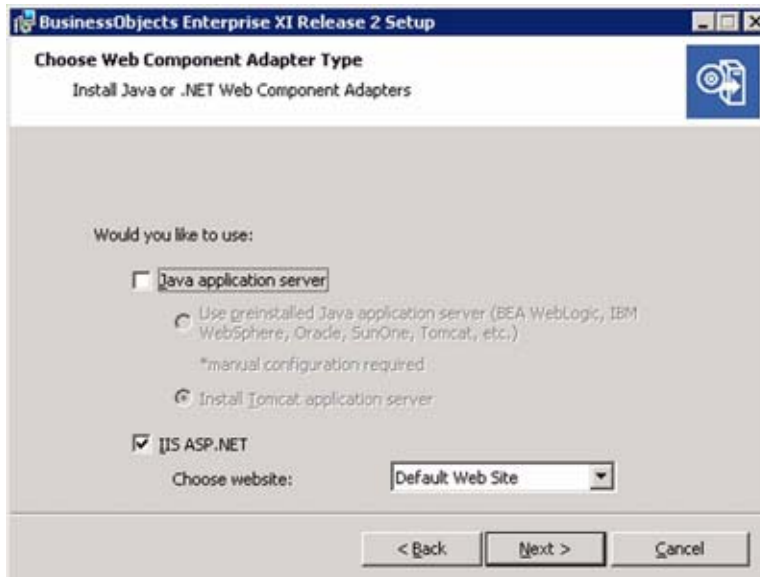 BusinessObjects Enterprise XI Release 2 Setup
Choose Web Component Adapter Type
Install Java or .NET Web Component Adapters
Would you like to use:
Java application server
Use preinstalled Java application server (BEA WebLogic, IBM
WebSphere, Oracle, SunOne, Tomcat, etc.)
*manual configuration required
Install Tomcat application server
IIS ASP.NET
Choose website:
Default Web Site
< Back
Next >
Cancel